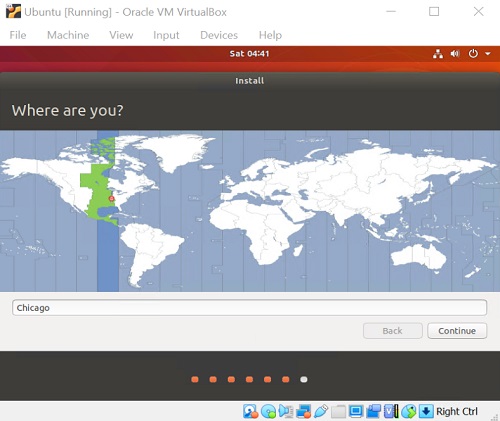 Ubuntu [Running] - Oracle VM VirtualBox
File Machine View Input Devices Help
Sat 04:41
Install
Where are you?
Chicago
Back Continue
Right Ctrl